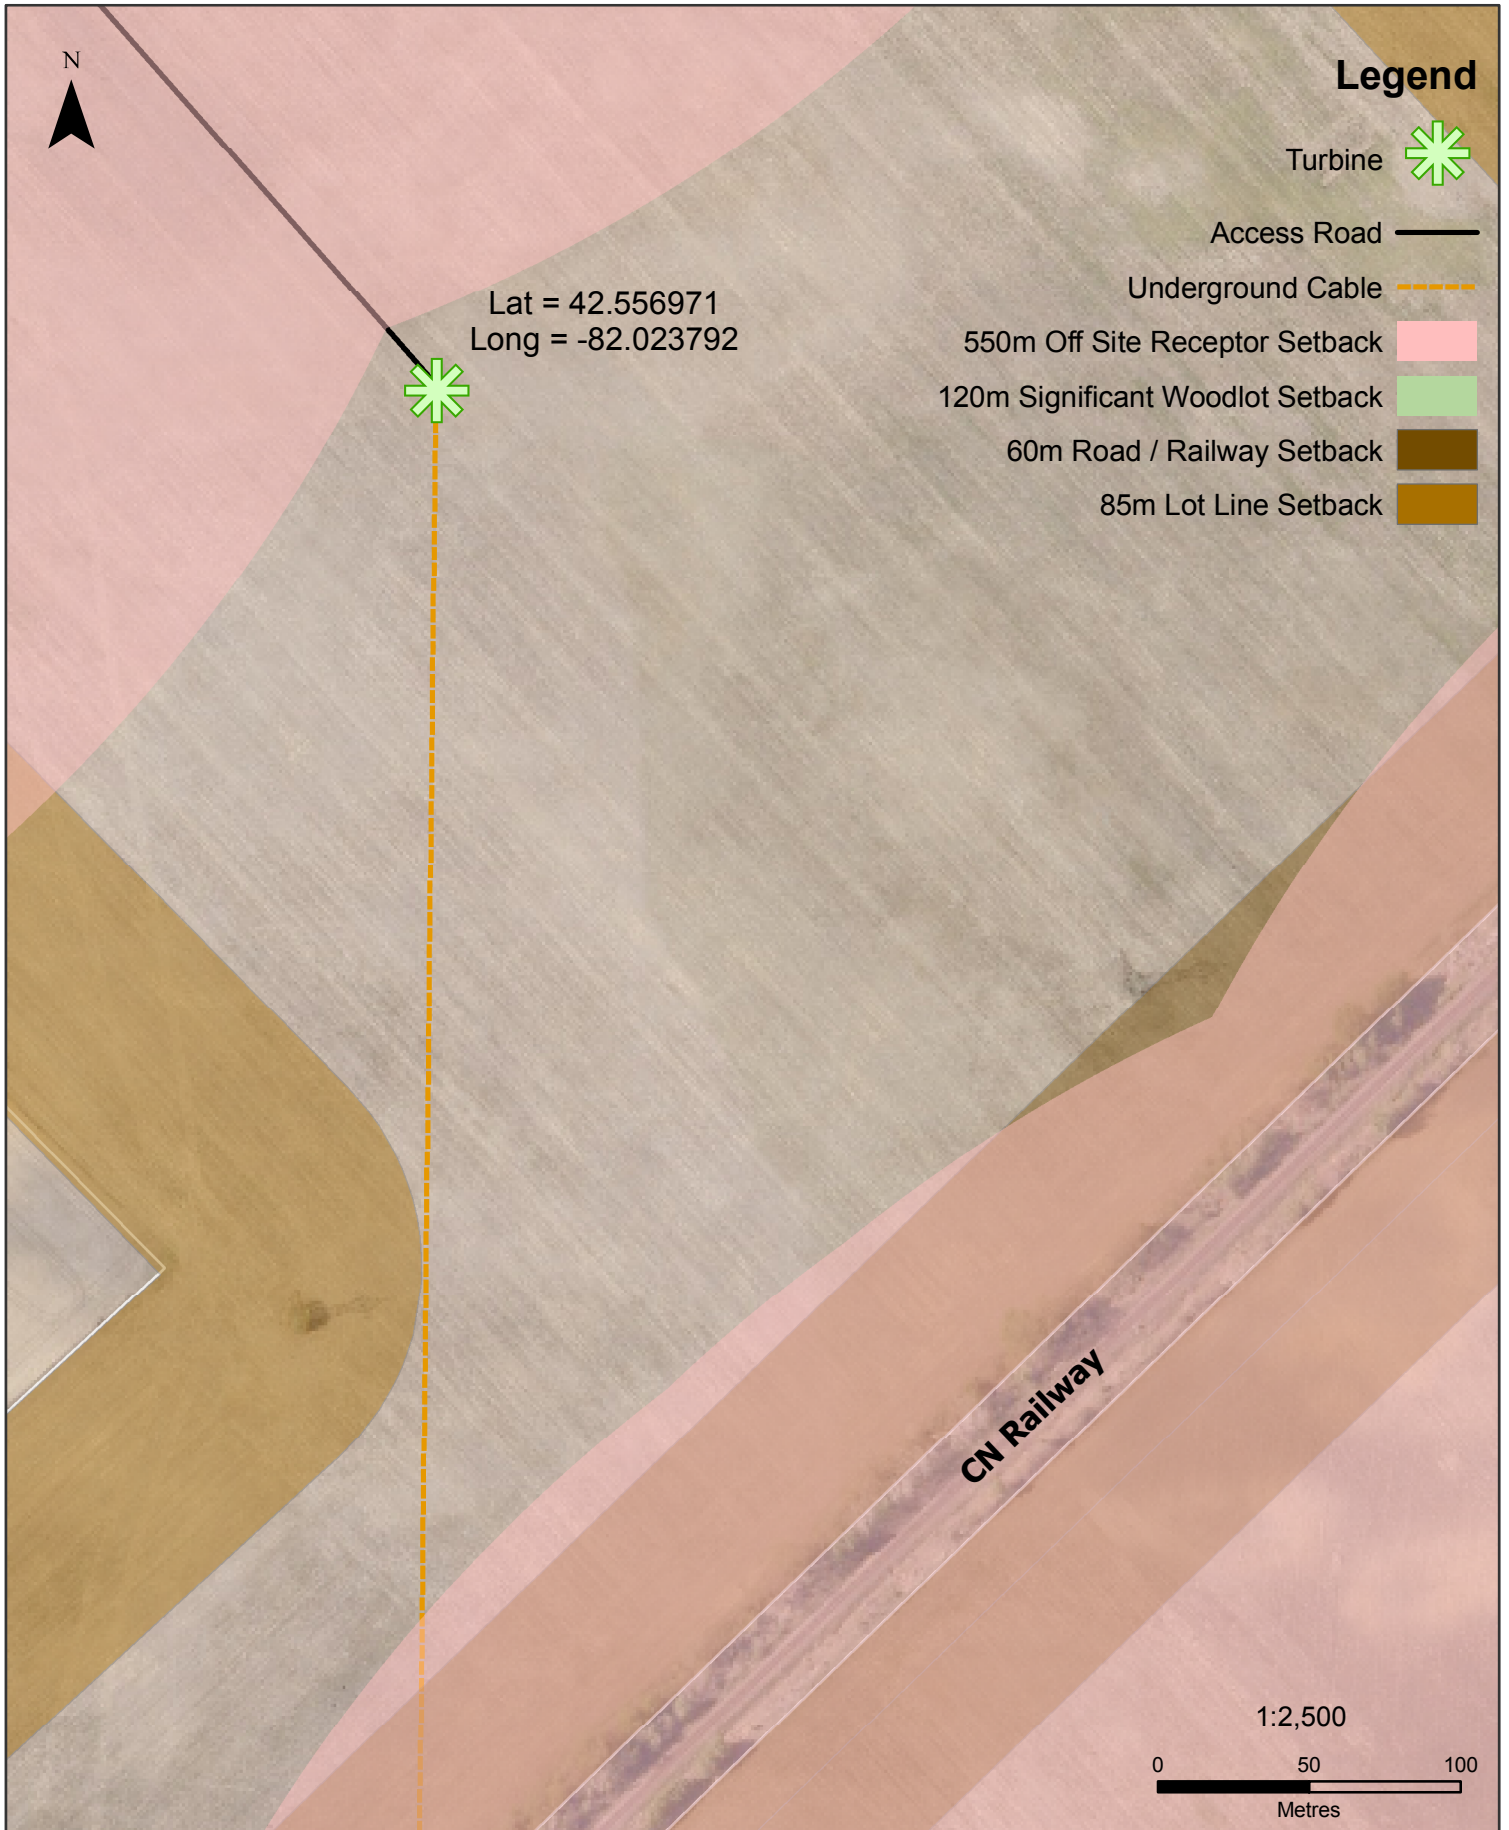 N
Legend
Turbine
Access Road
Underground Cable
550m Off Site Receptor Setback
120m Significant Woodlot Setback
60m Road / Railway Setback
85m Lot Line Setback
Lat = 42.556971
Long = -82.023792
CN Railway
1:2,500
0 50 100
Metres